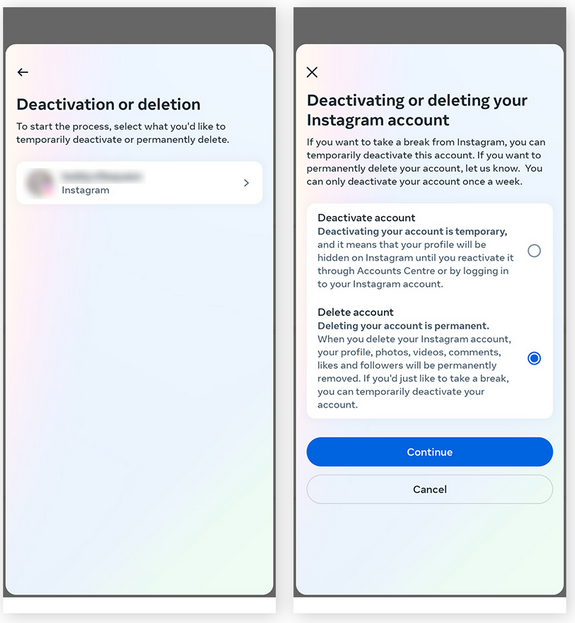 Deactivation or deletion
To start the process, select what you'd like to
temporarily deactivate or permanently delete.
Instagram
Deactivating or deleting your
Instagram account
If you want to take a break from Instagram, you can
temporarily deactivate this account. If you want to
permanently delete your account, let us know. You
can only deactivate your account once a week.
Deactivate account
Deactivating your account is temporary,
and it means that your profile will be
hidden on Instagram until you reactivate it
through Accounts Centre or by logging in
to your Instagram account.
Delete account
Deleting your account is permanent.
When you delete your Instagram account,
your profile, photos, videos, comments,
likes and followers will be permanently
removed. If you'd just like to take a break,
you can temporarily deactivate your
account.
Continue
Cancel